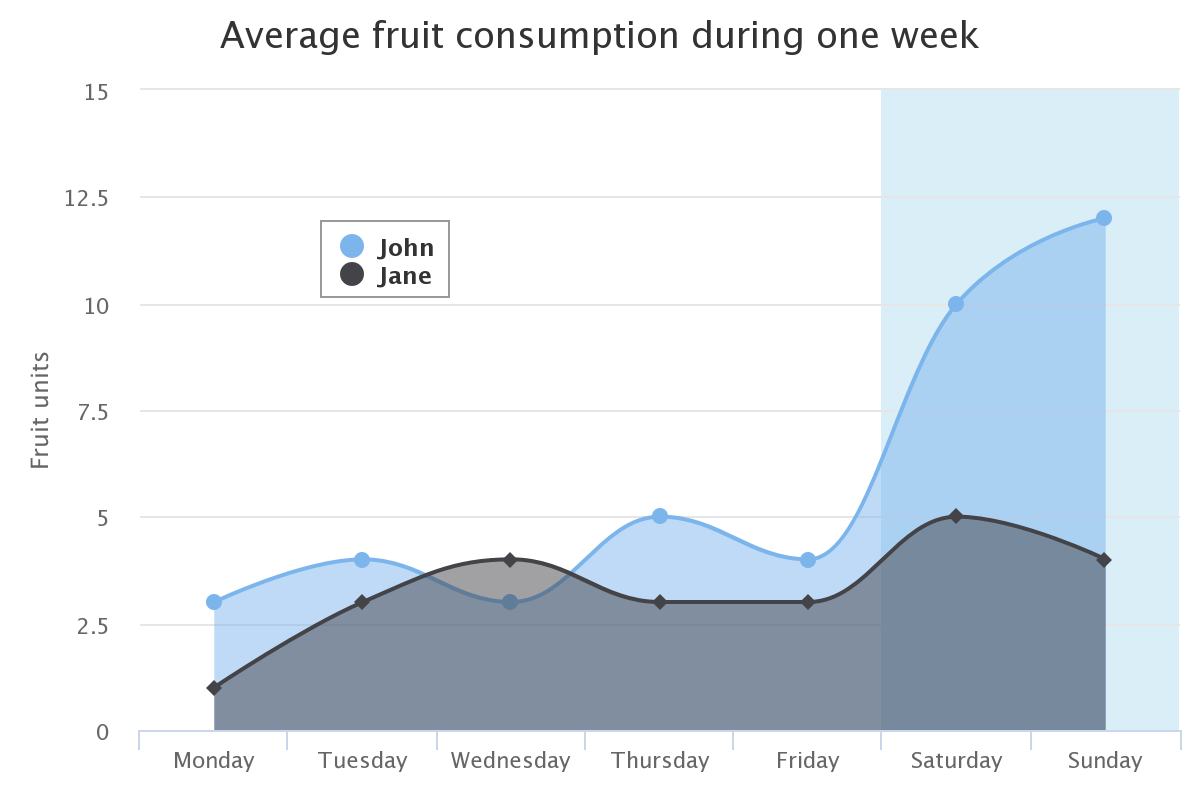 Average fruit consumption during one week
15
12.5
10
7.5
5
2.5
0
Fruit units
John
Jane
Monday
Tuesday
Wednesday
Thursday
Friday
Saturday
Sunday